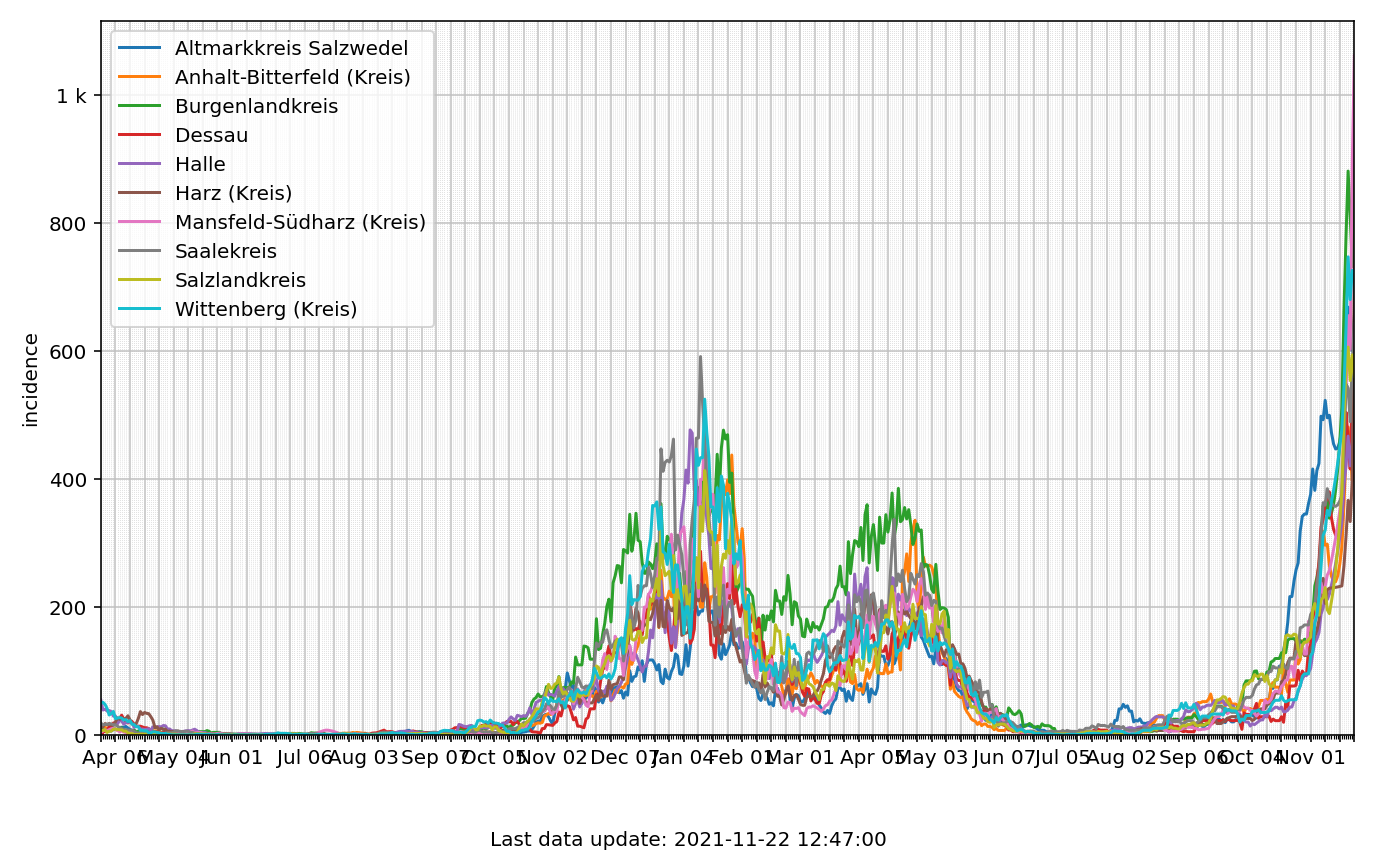 1 k
800
600
400
200
0
incidence
Altmarkkreis Salzwedel
Anhalt-Bitterfeld (Kreis)
Burgenlandkreis
Dessau
Halle
Harz (Kreis)
Mansfeld-Südharz (Kreis)
Saalekreis
Salzlandkreis
Wittenberg (Kreis)
Apr 06 May 04 Jun 01 Jul 06 Aug 03 Sep 07 Oct 05 Nov 02 Dec 07 Jan 04 Feb 01 Mar 01 Apr 05 May 03 Jun 07 Jul 05 Aug 02 Sep 06 Oct 04 Nov 01
Last data update: 2021-11-22 12:47:00